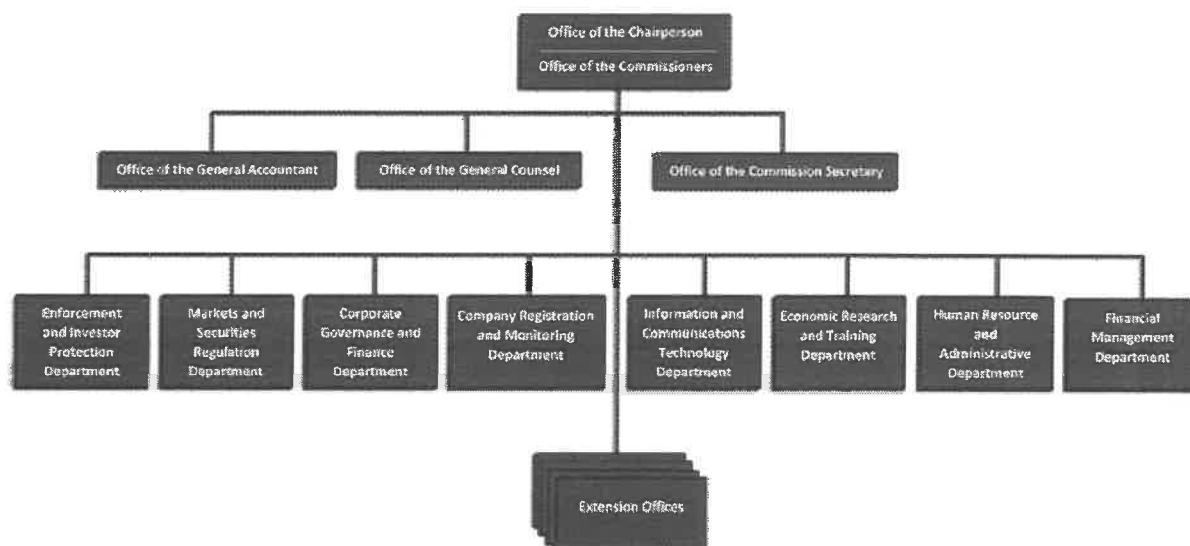 Office of the Chairperson
Office of the Commissioners
Office of the General Accountant
Office of the General Counsel
Office of the Commission Secretary
Enforcement
and Investor
Protection
Department
Markets and
Securities
Regulation
Department
Corporate
Governance and
Finance
Department
Company Registration
and Monitoring
Department
Information and
Communications
Technology
Department
Economic Research
and Training
Department
Human Resource
and
Administrative
Department
Financial
Management
Department
Extension Offices